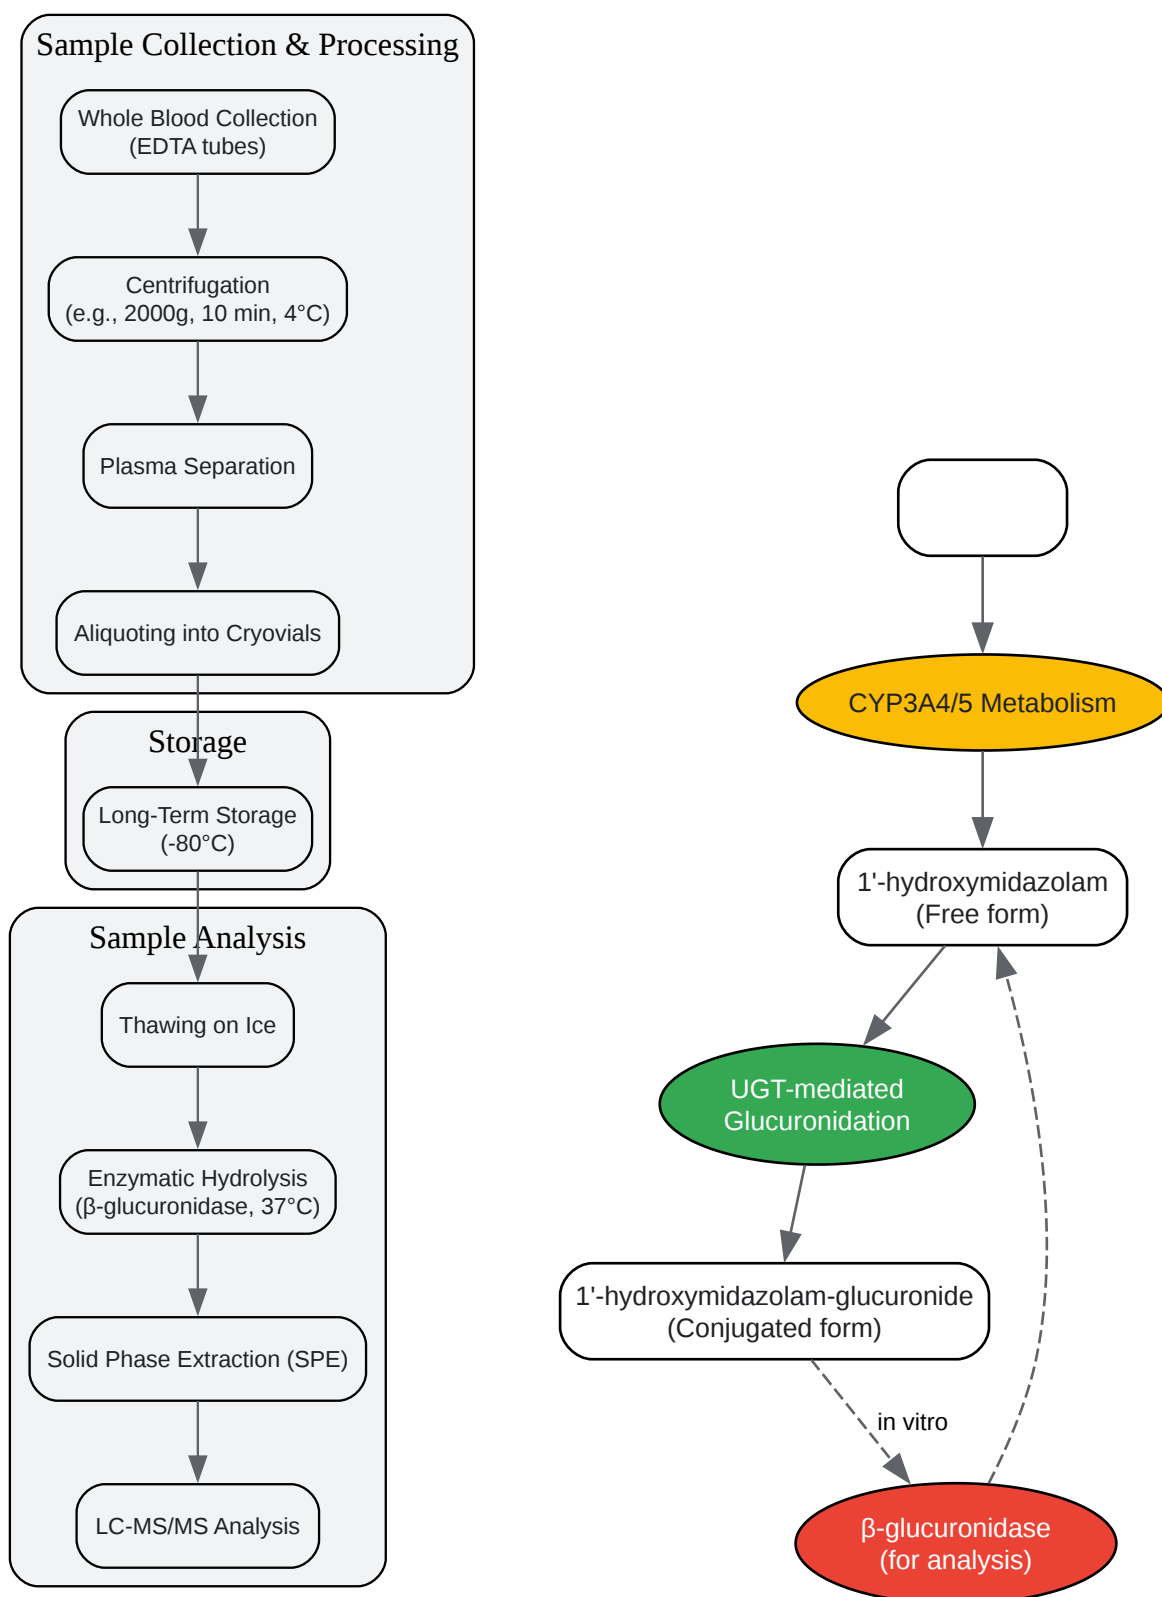 Sample Collection & Processing
Whole Blood Collection
(EDTA tubes)
Centrifugation
(e.g., 2000g, 10 min, 4°C)
Plasma Separation
Aliquoting into Cryovials
Storage
Long-Term Storage
(-80°C)
Sample Analysis
Thawing on Ice
Enzymatic Hydrolysis
(β-glucuronidase, 37°C)
Solid Phase Extraction (SPE)
LC-MS/MS Analysis
CYP3A4/5 Metabolism
1'-hydroxymidazolam
(Free form)
UGT-mediated
Glucuronidation
1'-hydroxymidazolam-glucuronide
(Conjugated form)
in vitro
β-glucuronidase
(for analysis)